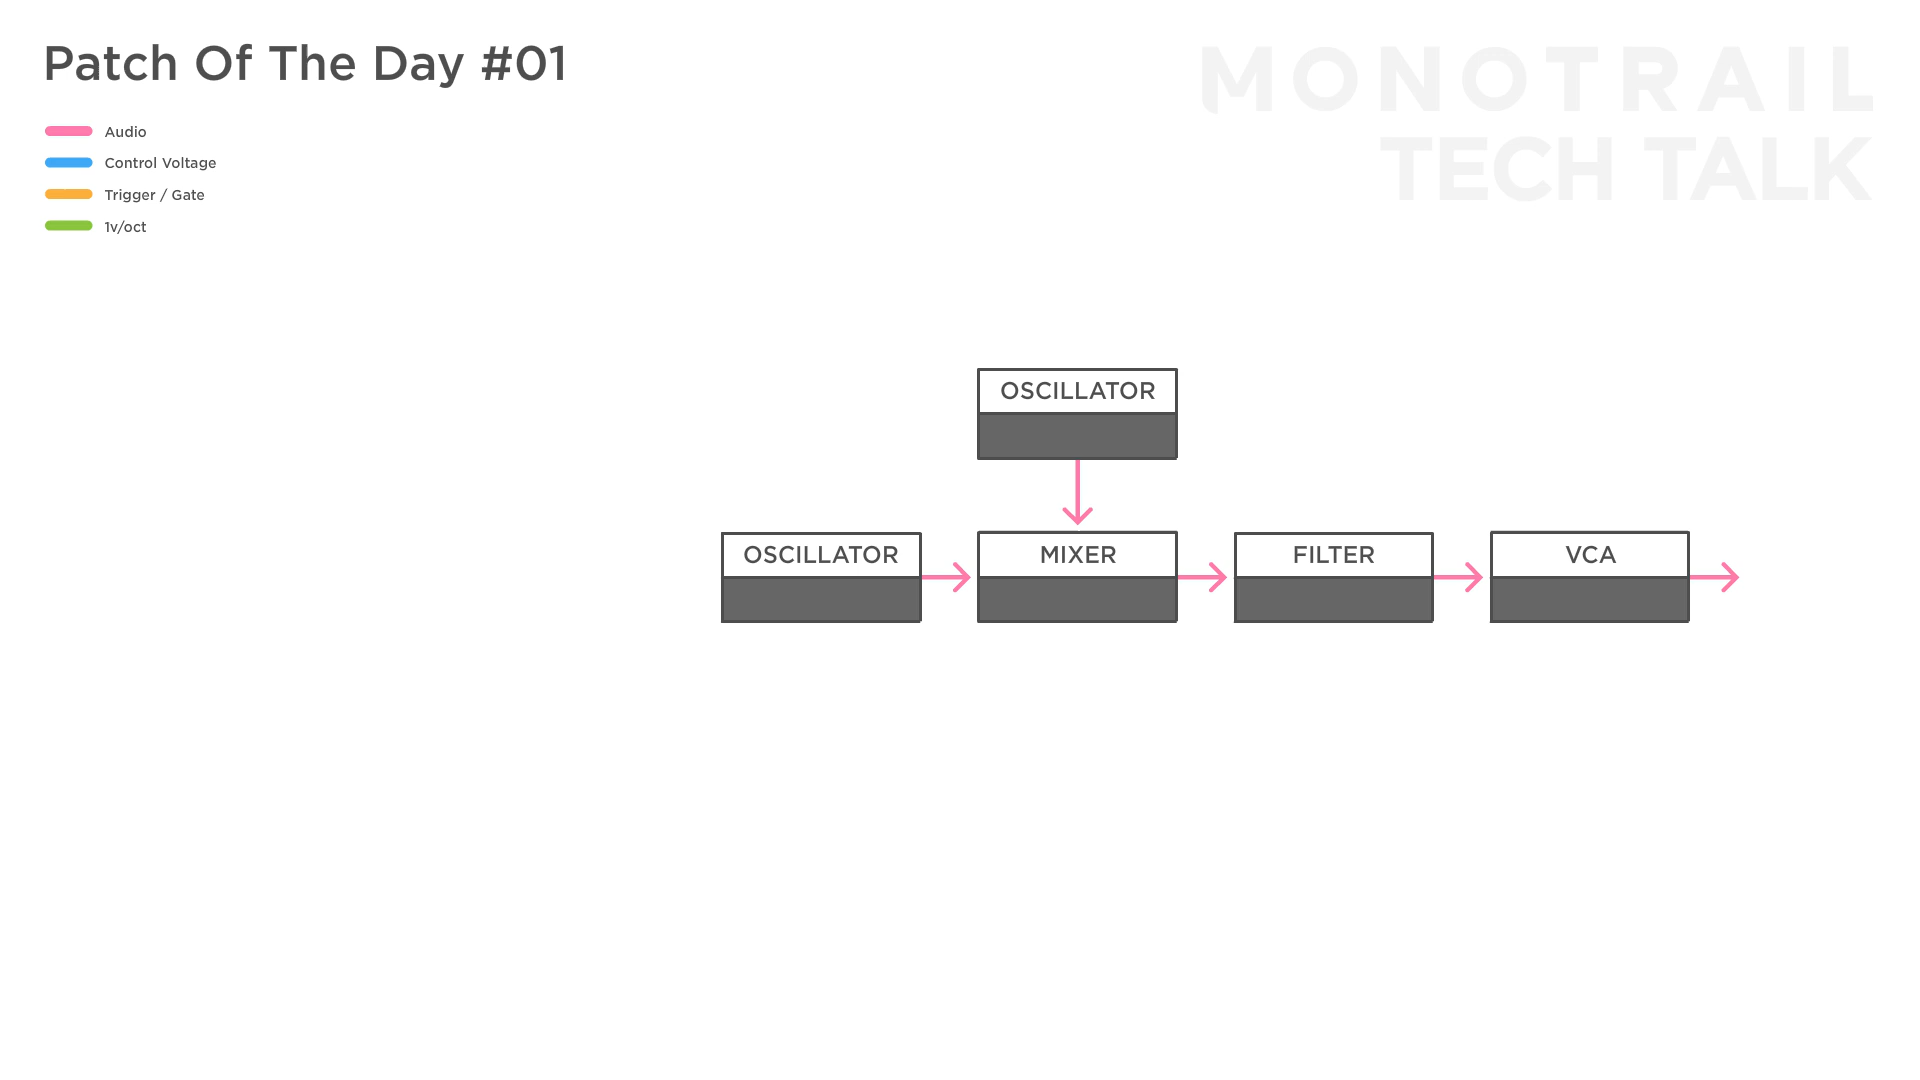 Patch Of The Day #01
MONOTRAIL
TECH TALK
Audio
Control Voltage
Trigger / Gate
1v/oct
OSCILLATOR
OSCILLATOR
MIXER
FILTER
VCA